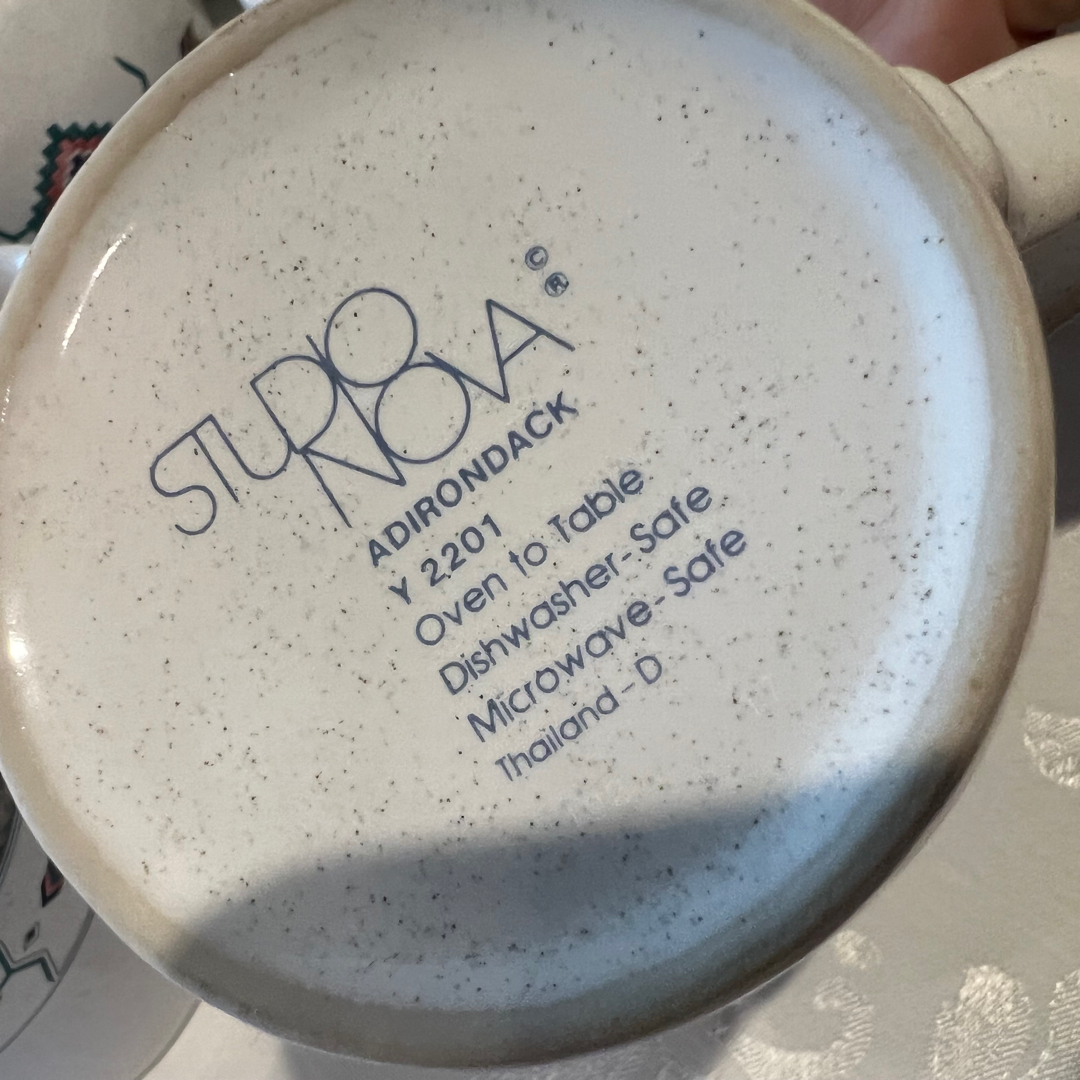 © ®
STUDIO
NOVA
ADIRONDACK
Y 2201
Oven to Table
Dishwasher-Safe
Microwave-Safe
Thailand-D